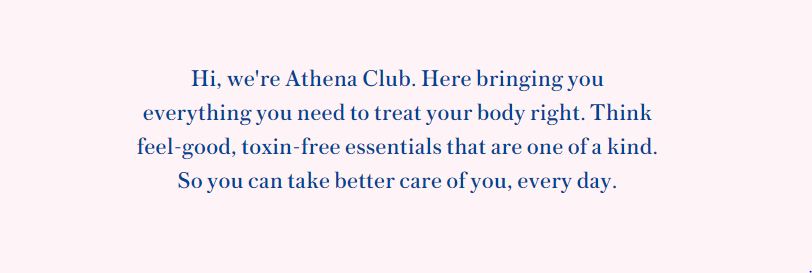 Hi, we're Athena Club. Here bringing you
everything you need to treat your body right. Think
feel-good, toxin-free essentials that are one of a kind.
So you can take better care of you, every day.